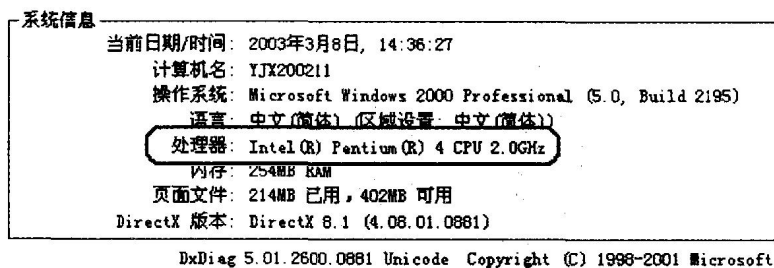 系统信息
当前日期/时间: 2003年3月8日, 14:36:27
计算机名: YJX200211
操作系统: Microsoft Windows 2000 Professional (5.0, Build 2195)
语言: 中文(简体) (区域设置: 中文(简体))
处理器: Intel(R) Pentium(R) 4 CPU 2.0GHz
内存: 254MB RAM
页面文件: 214MB 已用, 402MB 可用
DirectX 版本: DirectX 8.1 (4.08.01.0881)
DxDiag 5.01.2600.0881 Unicode Copyright (C) 1998-2001 Microsoft